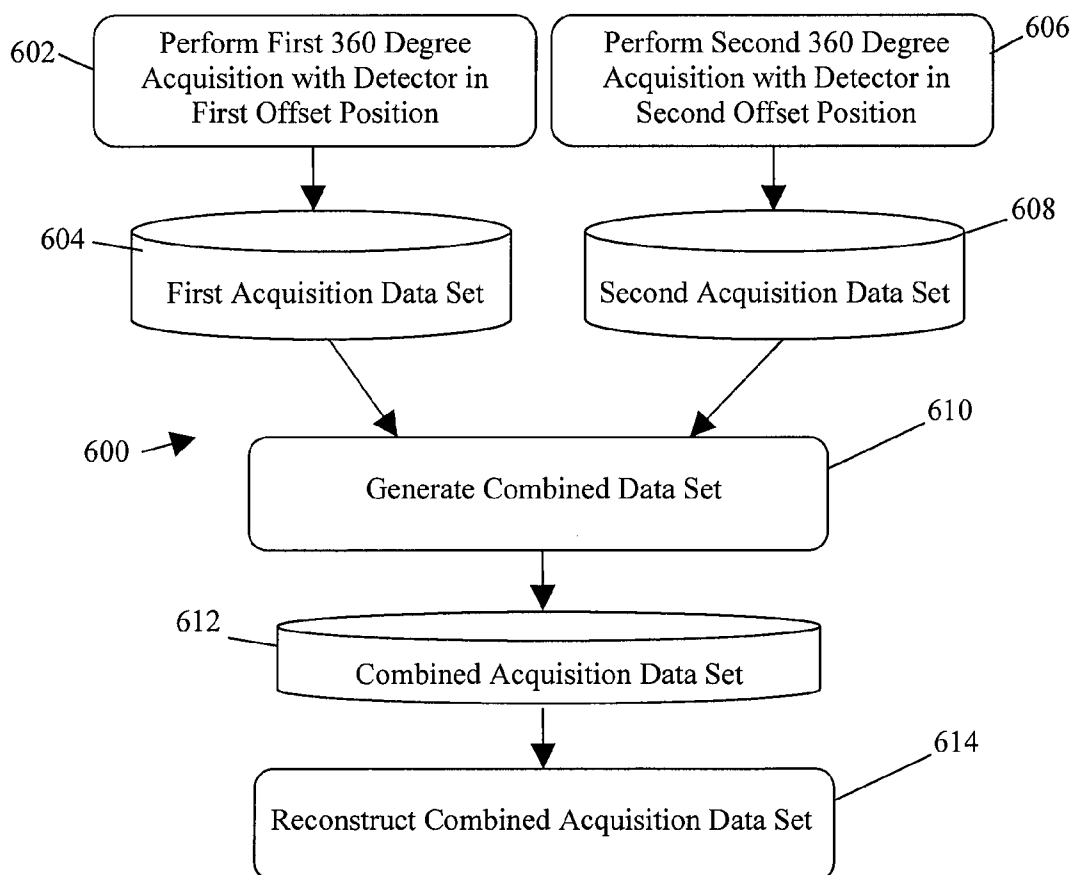 602
Perform First 360 Degree
Acquisition with Detector in
First Offset Position
Perform Second 360 Degree
Acquisition with Detector in
Second Offset Position
606
604
First Acquisition Data Set
Second Acquisition Data Set
608
600
Generate Combined Data Set
610
612
Combined Acquisition Data Set
614
Reconstruct Combined Acquisition Data Set